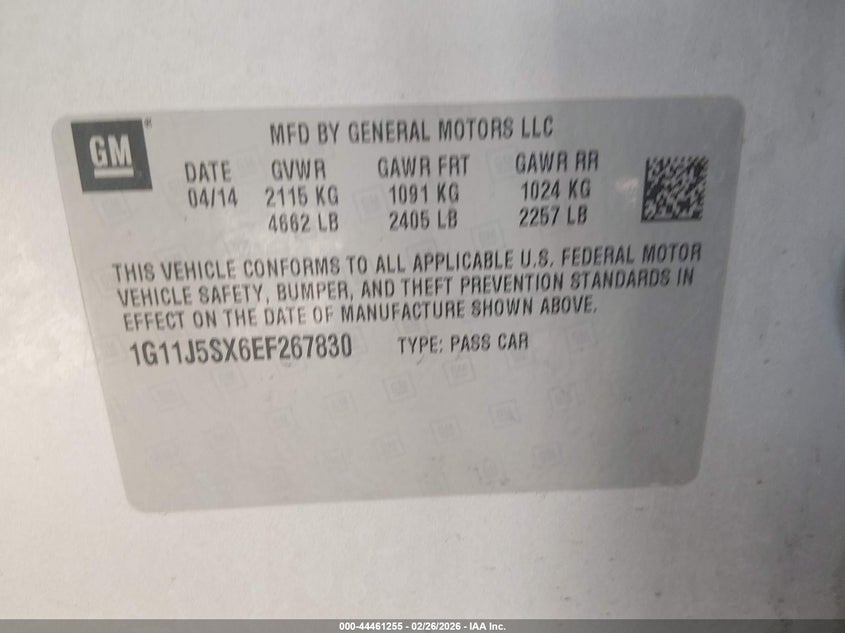 GM®
MFD BY GENERAL MOTORS LLC
DATE GVWR GAWR FRT GAWR RR
04/14 2115 KG 1091 KG 1024 KG
4662 LB 2405 LB 2257 LB
THIS VEHICLE CONFORMS TO ALL APPLICABLE U.S. FEDERAL MOTOR
VEHICLE SAFETY, BUMPER, AND THEFT PREVENTION STANDARDS IN
EFFECT ON THE DATE OF MANUFACTURE SHOWN ABOVE.
1G11J5SX6EF267830 TYPE: PASS CAR
000-44461255 - 02/26/2026 - IAA Inc.